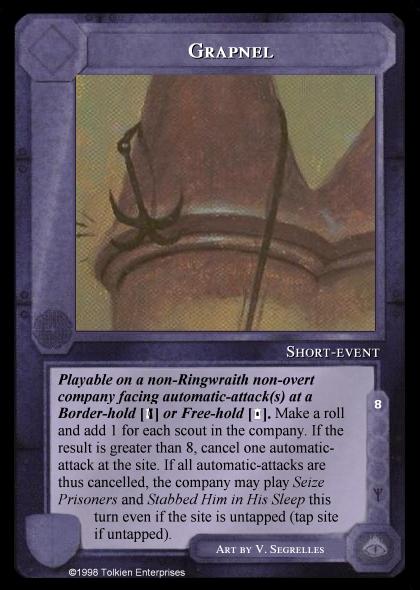 Grapnel
Short-event
Playable on a non-Ringwraith non-overt
company facing automatic-attack(s) at a
Border-hold [] or Free-hold []. Make a roll
and add 1 for each scout in the company. If the
result is greater than 8, cancel one automatic-
attack at the site. If all automatic-attacks are
thus cancelled, the company may play Seize
Prisoners and Stabbed Him in His Sleep this
turn even if the site is untapped (tap site
if untapped).
8
Art by V. Segrelles
©1998 Tolkien Enterprises